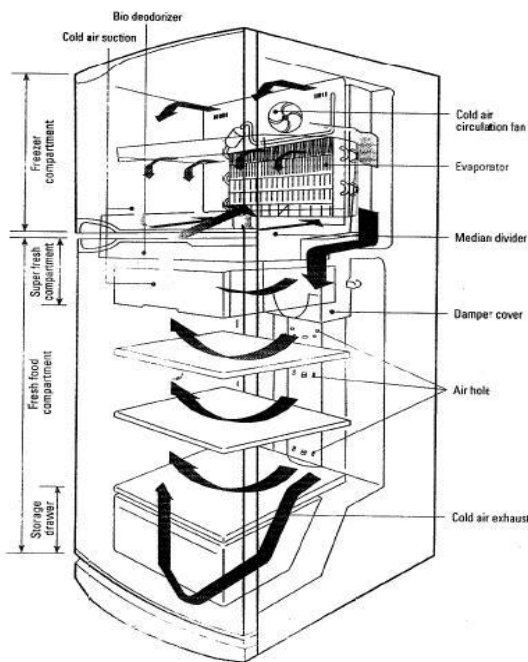 Bio deodorizer
Cold air suction
Cold air
circulation fan
Freezer
compartment
Evaporator
Median divider
Super fresh
compartment
Damper cover
Fresh food compartment
Air hole
Storage
drawer
Cold air exhaust